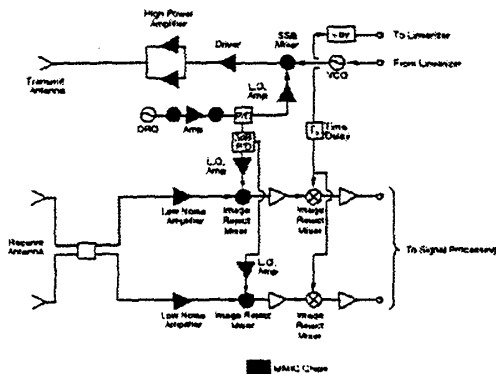 High Power
Amplifier
Driver
SSB
Mixer
÷ 8V
To Linearizer
From Linearizer
VCO
Transmit
Antenna
L.O.
Amp
DRO
Amp
P/D
Time
Delay
P/D
L.O.
Amp
Low Noise
Amplifier
Image
Reject
Mixer
Image
Reject
Mixer
Receive
Antenna
To Signal Processing
L.O.
Amp
Low Noise
Amplifier
Image Reject
Mixer
Image
Reject
Mixer
MMIC Chips